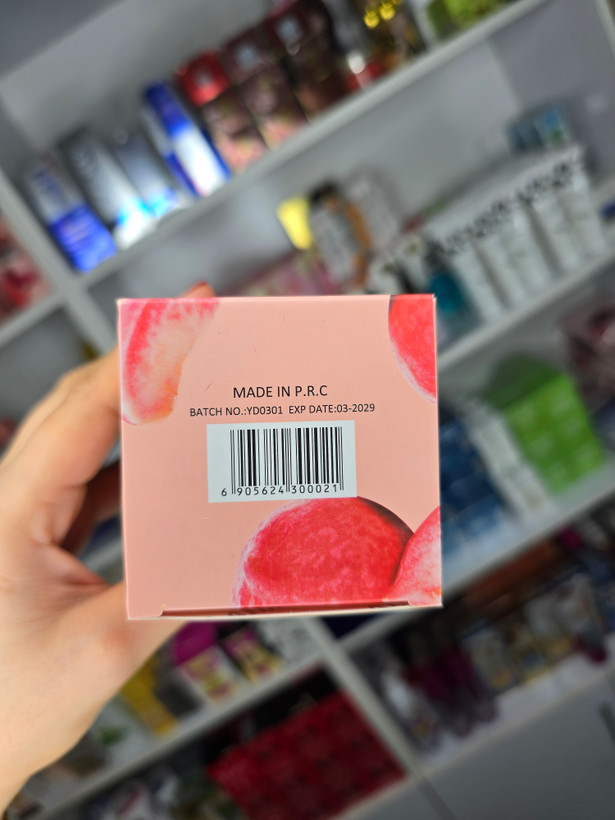 MADE IN P.R.C
BATCH NO.:YD0301 EXP DATE:03-2029
6 905624 300021